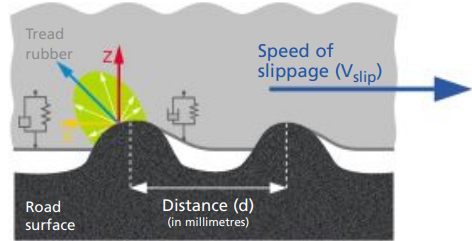 Tread
rubber
Z
Speed of
slippage (Vslip)
X
Road
surface
Distance (d)
(in millimetres)